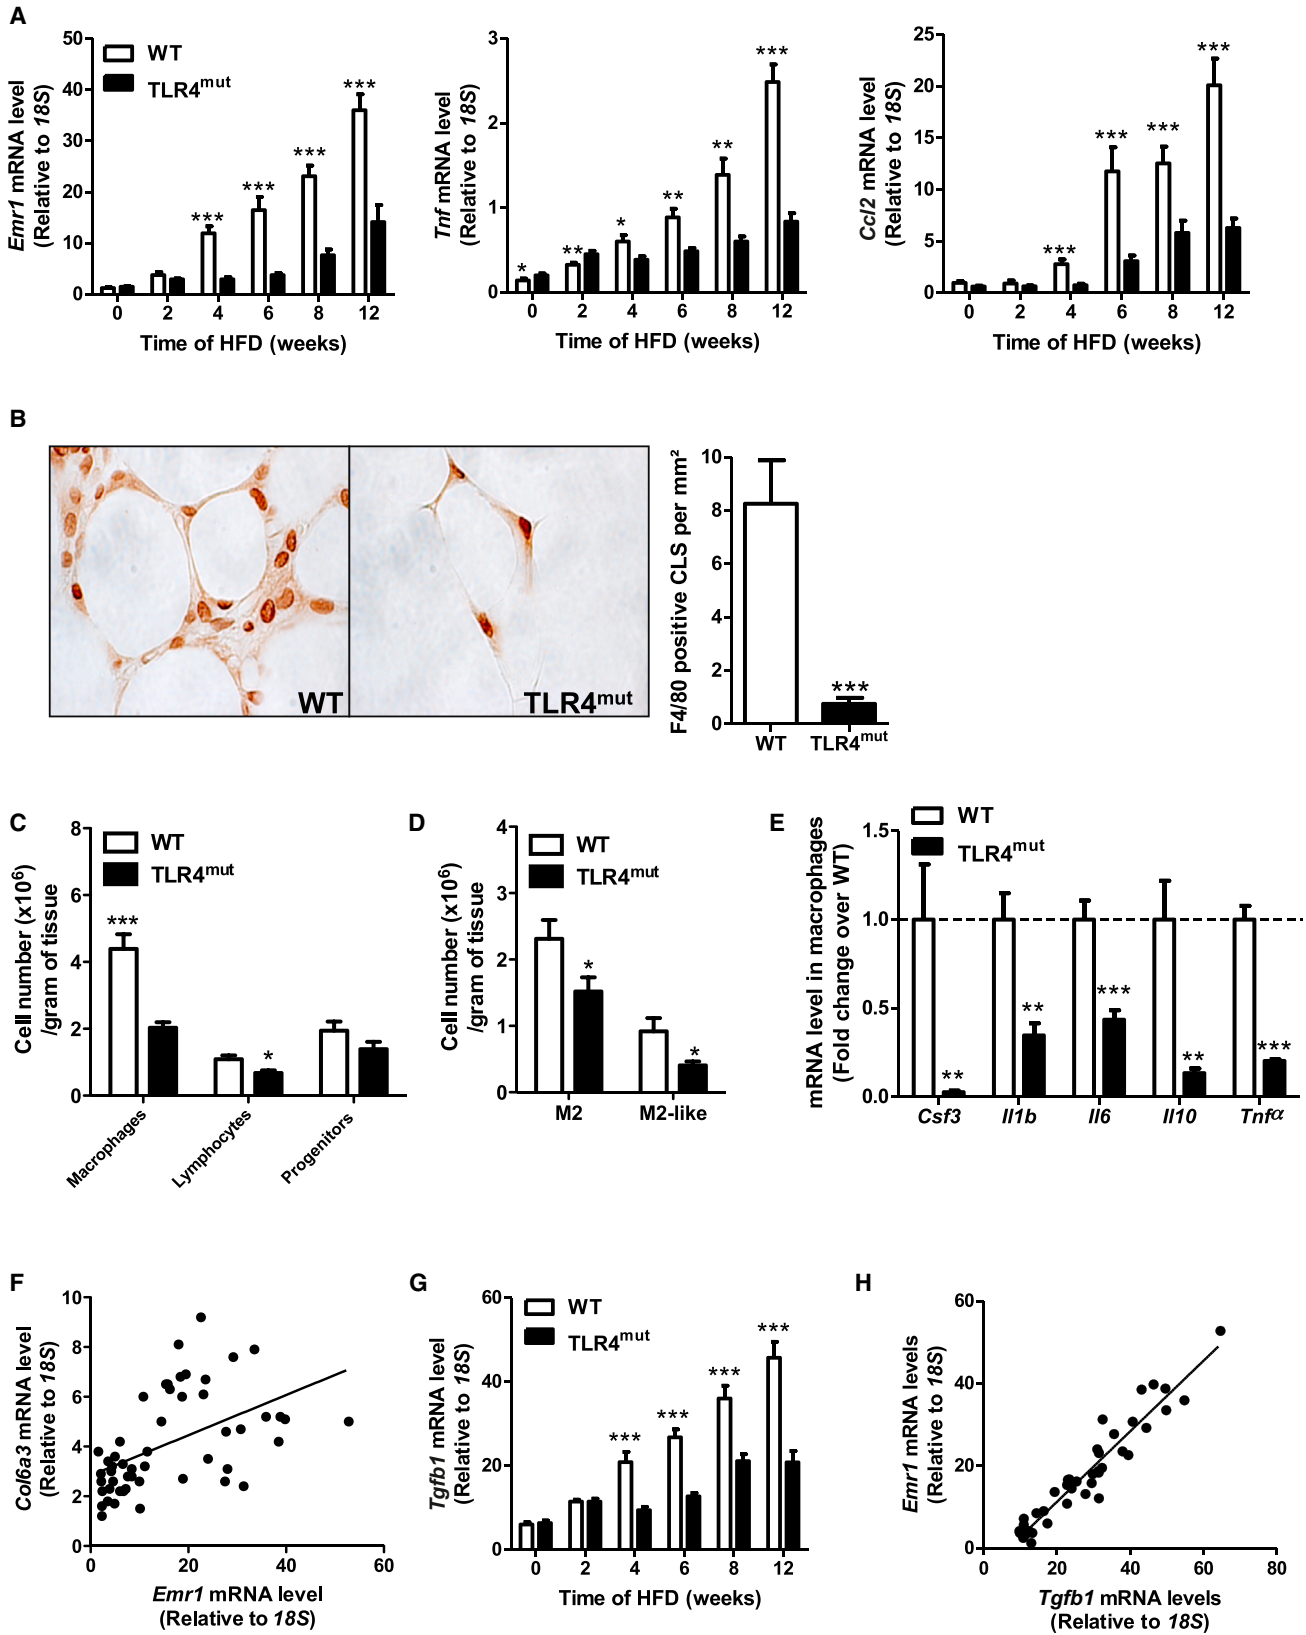 A
Emr1 mRNA level
(Relative to 18S)
50
40
30
20
10
0
WT
TLR4mut
***
***
***
***
0 2 4 6 8 12
Time of HFD (weeks)
Tnf mRNA level
(Relative to 18S)
3
2
1
0
*
**
*
**
**
***
0 2 4 6 8 12
Time of HFD (weeks)
Ccl2 mRNA level
(Relative to 18S)
25
20
15
10
5
0
***
***
***
***
0 2 4 6 8 12
Time of HFD (weeks)
B
WT
TLR4mut
F4/80 positive CLS per mm²
10
8
6
4
2
0
***
WT TLR4mut
C
Cell number (x10⁶)
/gram of tissue
8
6
4
2
0
WT
TLR4mut
***
*
Macrophages
Lymphocytes
Progenitors
D
Cell number (x10⁶)
/gram of tissue
4
3
2
1
0
WT
TLR4mut
*
*
M2 M2-like
E
mRNA level in macrophages
(Fold change over WT)
1.5
1.0
0.5
0.0
WT
TLR4mut
**
**
***
**
***
Csf3 Il1b Il6 Il10 Tnfα
F
Col6a3 mRNA level
(Relative to 18S)
10
8
6
4
2
0
0 20 40 60
Emr1 mRNA level
(Relative to 18S)
G
Tgfb1 mRNA level
(Relative to 18S)
60
40
20
0
WT
TLR4mut
***
***
***
***
0 2 4 6 8 12
Time of HFD (weeks)
H
Emr1 mRNA levels
(Relative to 18S)
60
40
20
0
0 20 40 60 80
Tgfb1 mRNA levels
(Relative to 18S)